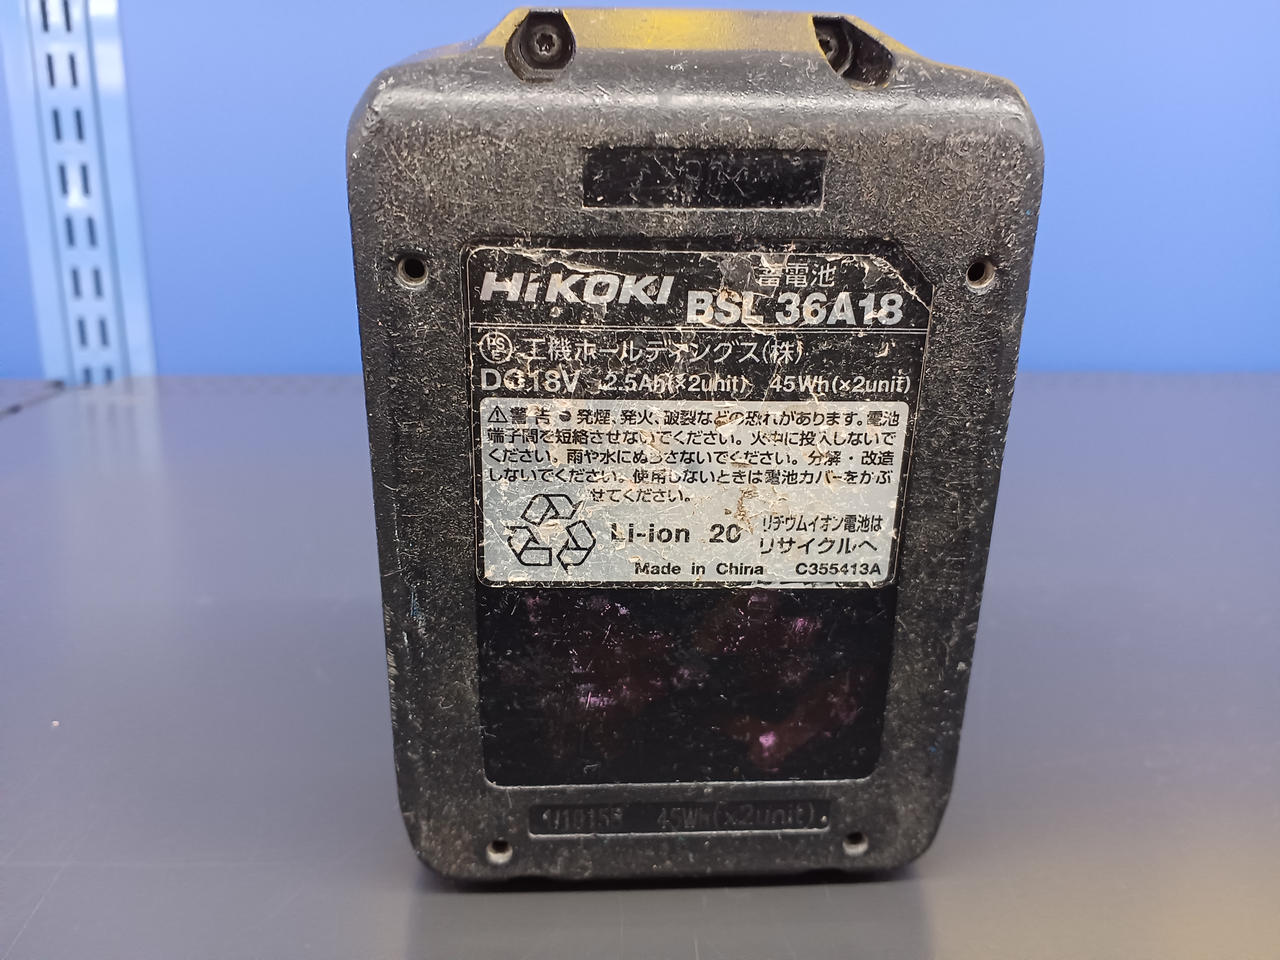 HiKOKI 蓄電池
BSL 36A18
PS
E 工機ホールディングス(株)
DC 18V 2.5Ah(×2unit) 45Wh(×2unit)
⚠警告 発煙、発火、破裂などの恐れがあります。電池
端子間を短絡させないでください。火中に投入しないで
ください。雨や水にぬらさないでください。分解・改造
しないでください。使用しないときは電池カバーをかぶ
せてください。
Li-ion 20 リチウムイオン電池は
リサイクルへ
Made in China C355413A
45Wh(×2unit)